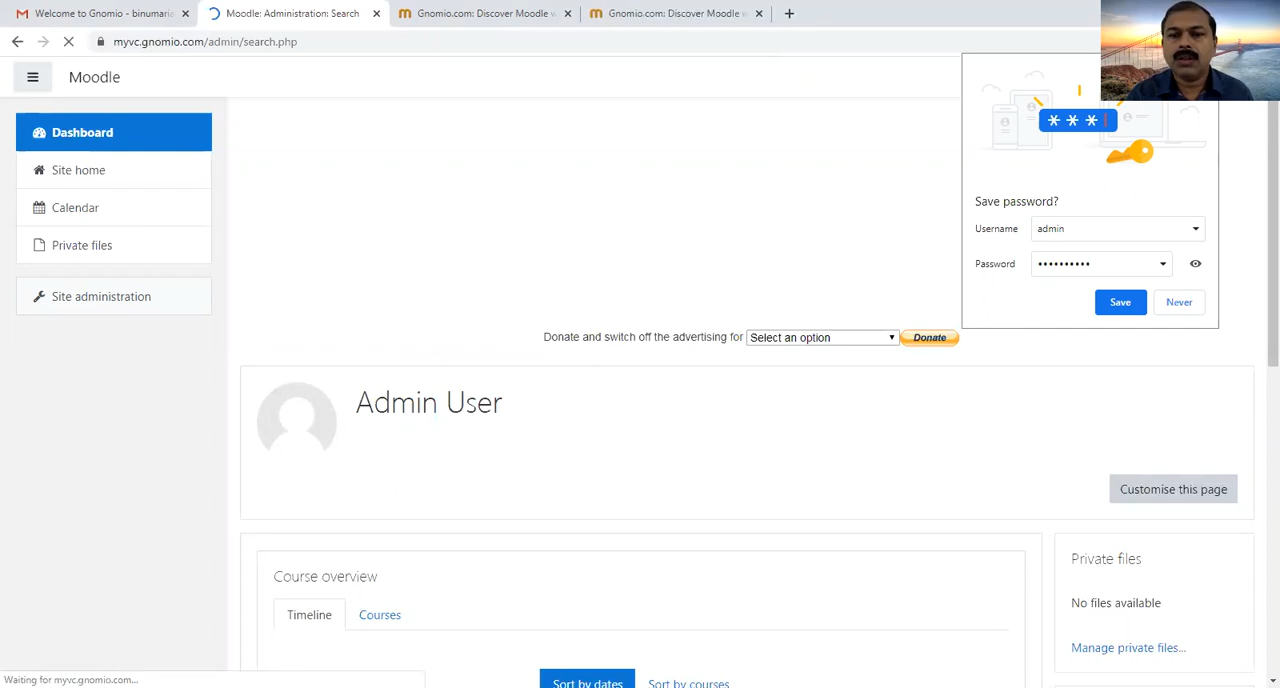 Welcome to Gnomio - binumarie
Moodle: Administration: Search
Gnomio.com: Discover Moodle w
Gnomio.com: Discover Moodle w
myvc.gnomio.com/admin/search.php
Moodle
Dashboard
Site home
Calendar
Private files
Site administration
* * *
Save password?
Username admin
Password ••••••••••
Save Never
Donate and switch off the advertising for Select an option Donate
Admin User
Customise this page
Course overview
Timeline Courses
Sort by dates Sort by courses
Private files
No files available
Manage private files...
Waiting for myvc.gnomio.com...